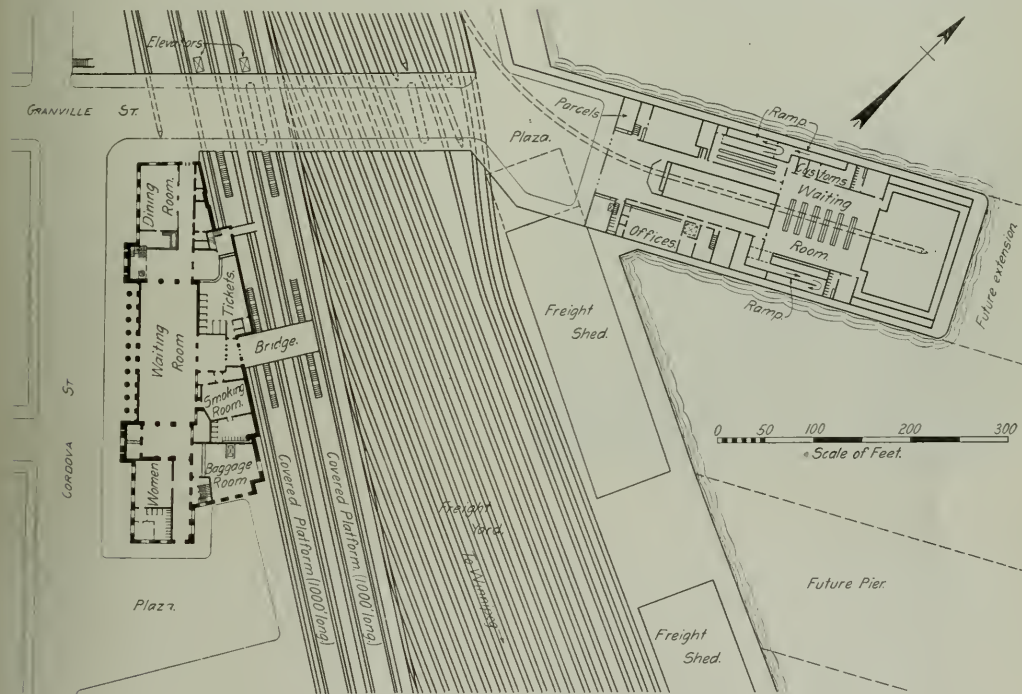 Elevators
GRANVILLE ST.
Parcels
Plaza.
Ramp
Customs
Waiting
Room.
Offices
Ramp.
Future extension
Dining
Room.
Tickets.
Waiting
Room
Bridge.
Smoking
Room.
Baggage
Room
Women
CORDOVA ST
Plaza.
Covered Platform (1000' long)
Covered Platform (1000' long)
Freight
Yard.
To Winnipeg
Freight
Shed.
Freight
Shed.
Future Pier.
0 50 100 200 300
Scale of Feet.